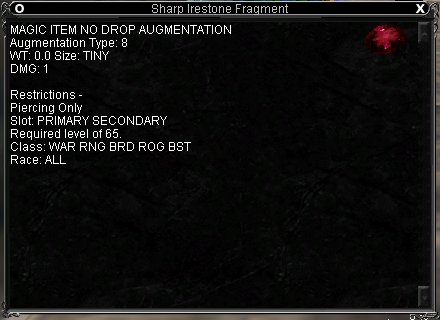 O Sharp Irestone Fragment X
MAGIC ITEM NO DROP AUGMENTATION
Augmentation Type: 8
WT: 0.0 Size: TINY
DMG: 1
Restrictions -
Piercing Only
Slot: PRIMARY SECONDARY
Required level of 65.
Class: WAR RNG BRD ROG BST
Race: ALL